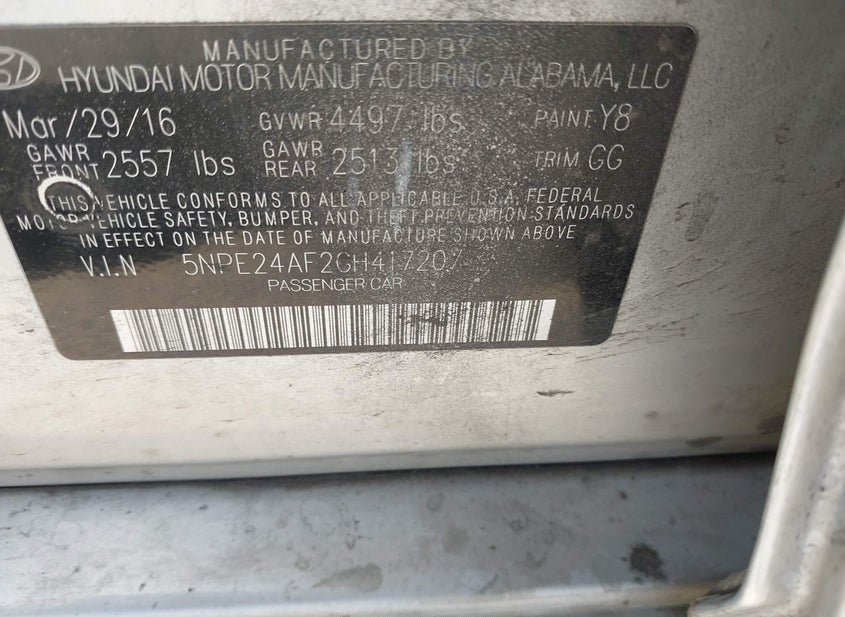 MANUFACTURED BY
HYUNDAI MOTOR MANUFACTURING ALABAMA, LLC
Mar/29/16 GVWR 4497 lbs PAINT Y8
GAWR FRONT 2557 lbs GAWR REAR 2513 lbs TRIM GG
THIS VEHICLE CONFORMS TO ALL APPLICABLE U.S.A. FEDERAL
MOTOR VEHICLE SAFETY, BUMPER, AND THEFT PREVENTION STANDARDS
IN EFFECT ON THE DATE OF MANUFACTURE SHOWN ABOVE
V.I.N 5NPE24AF2GH417207
PASSENGER CAR